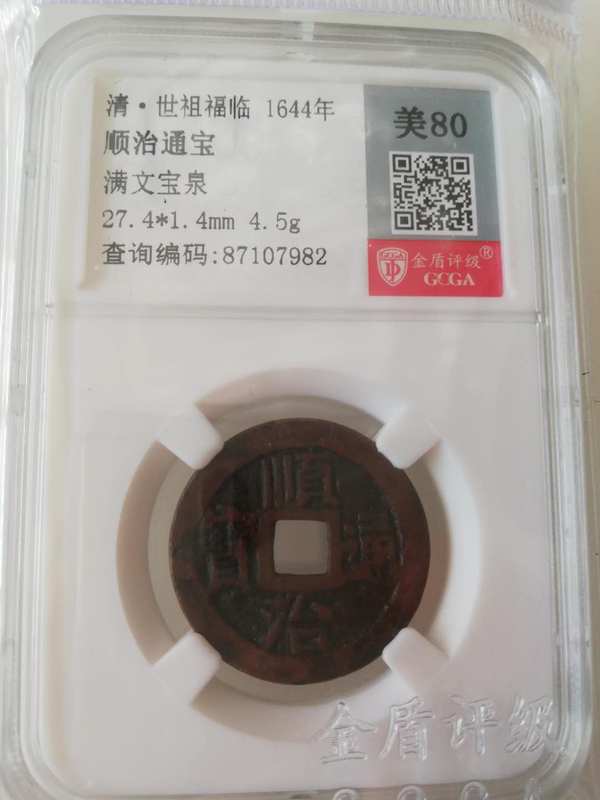 清·世祖福临 1644年
顺治通宝
满文宝泉
27.4*1.4mm 4.5g
查询编码:87107982
美80
金盾评级®
GCGA
順
治
通
寶
金盾评级